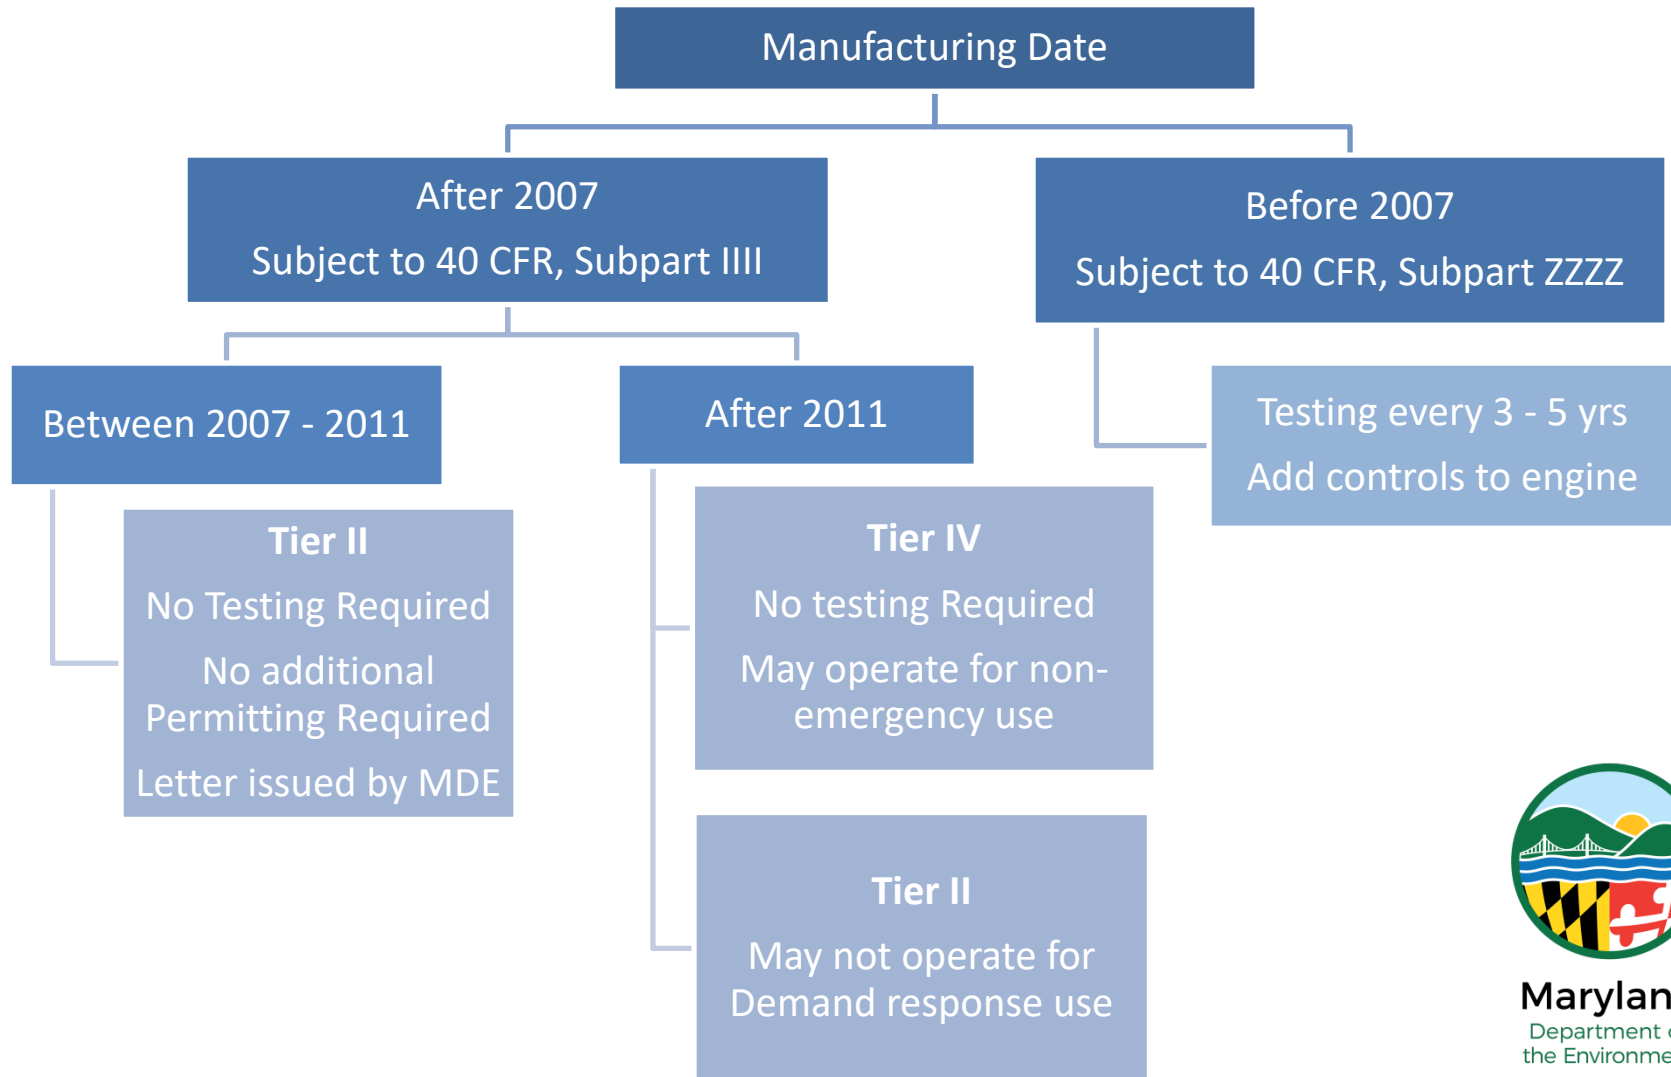 Manufacturing Date
After 2007
Subject to 40 CFR, Subpart IIII
Before 2007
Subject to 40 CFR, Subpart ZZZZ
Between 2007 - 2011
After 2011
Testing every 3 - 5 yrs
Add controls to engine
Tier II
No Testing Required
No additional
Permitting Required
Letter issued by MDE
Tier IV
No testing Required
May operate for non-
emergency use
Tier II
May not operate for
Demand response use
Marylan
Department
the Environme